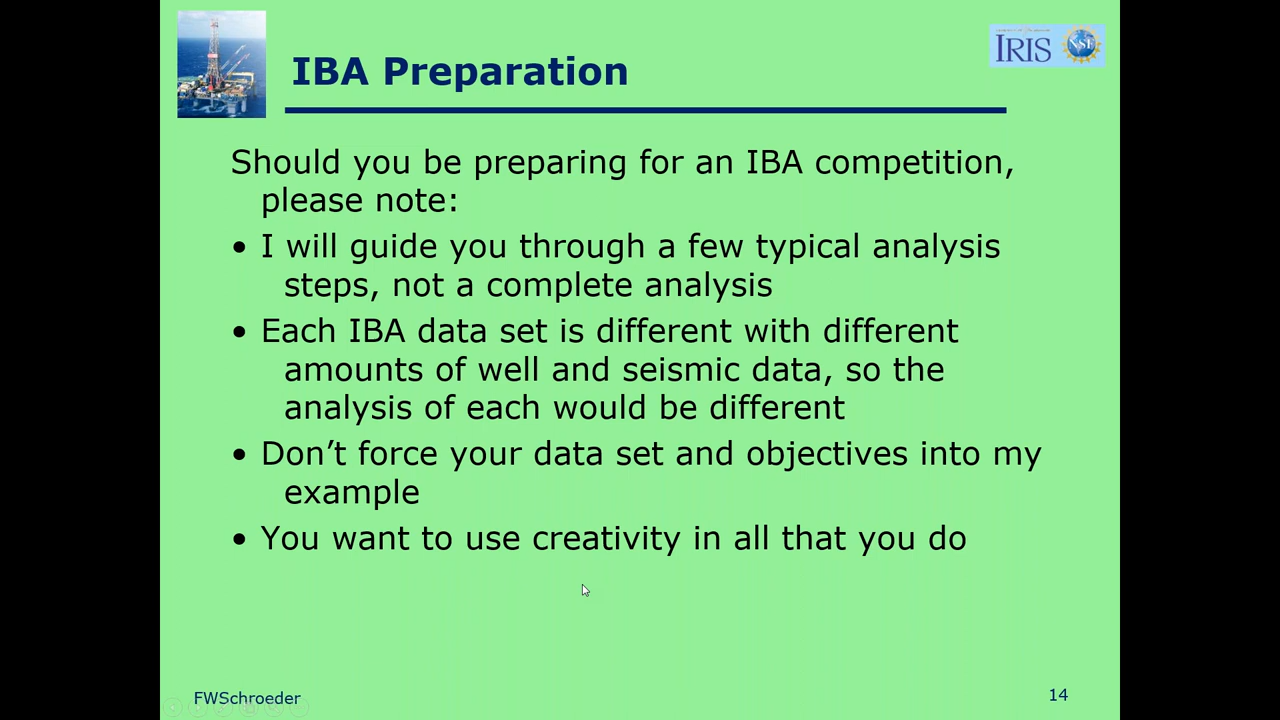 IBA Preparation
IRIS
NSF
Should you be preparing for an IBA competition,
please note:
• I will guide you through a few typical analysis
steps, not a complete analysis
• Each IBA data set is different with different
amounts of well and seismic data, so the
analysis of each would be different
• Don’t force your data set and objectives into my
example
• You want to use creativity in all that you do
FWSchroeder
14